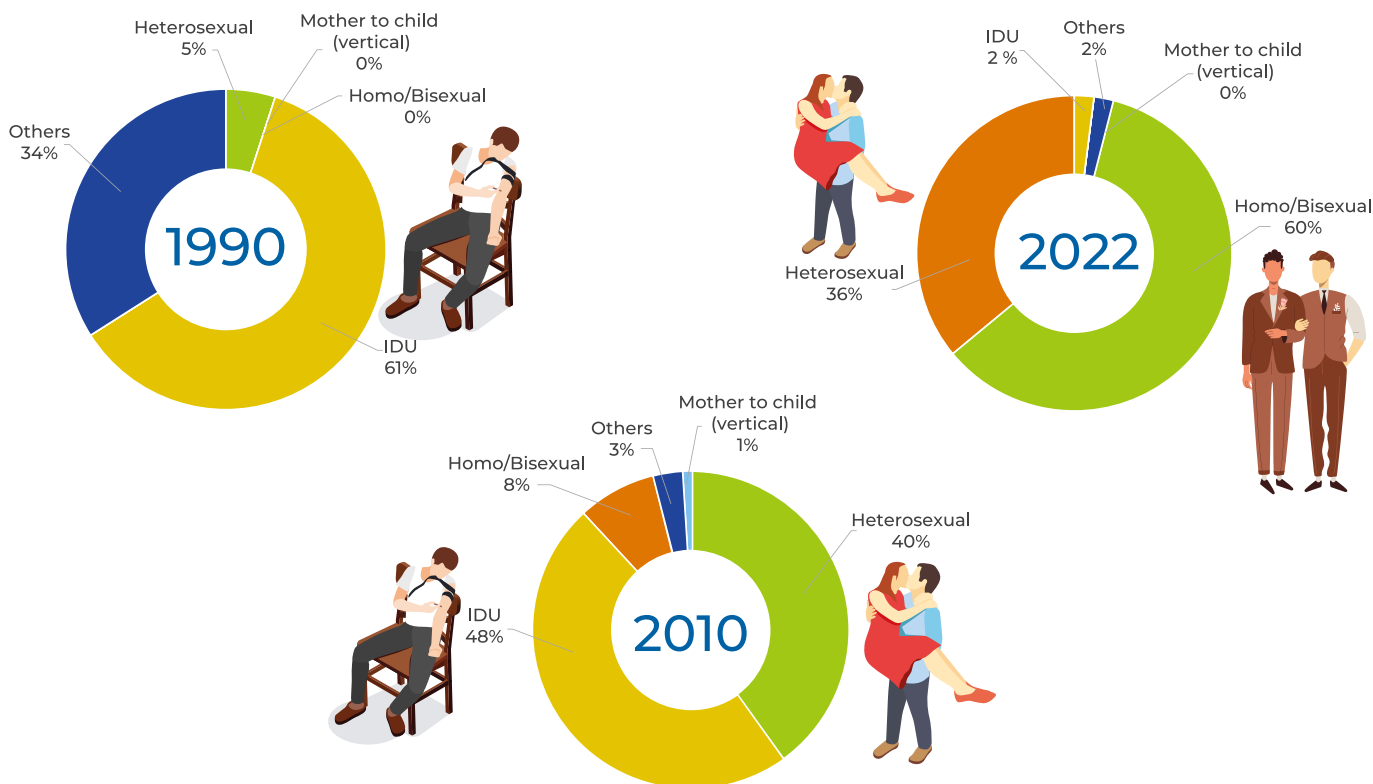 Heterosexual
5%
Mother to child
(vertical)
0%
Homo/Bisexual
0%
Others
34%
1990
IDU
61%
IDU
2 %
Others
2%
Mother to child
(vertical)
0%
Homo/Bisexual
60%
2022
Heterosexual
36%
Mother to child
(vertical)
1%
Others
3%
Homo/Bisexual
8%
Heterosexual
40%
IDU
48%
2010